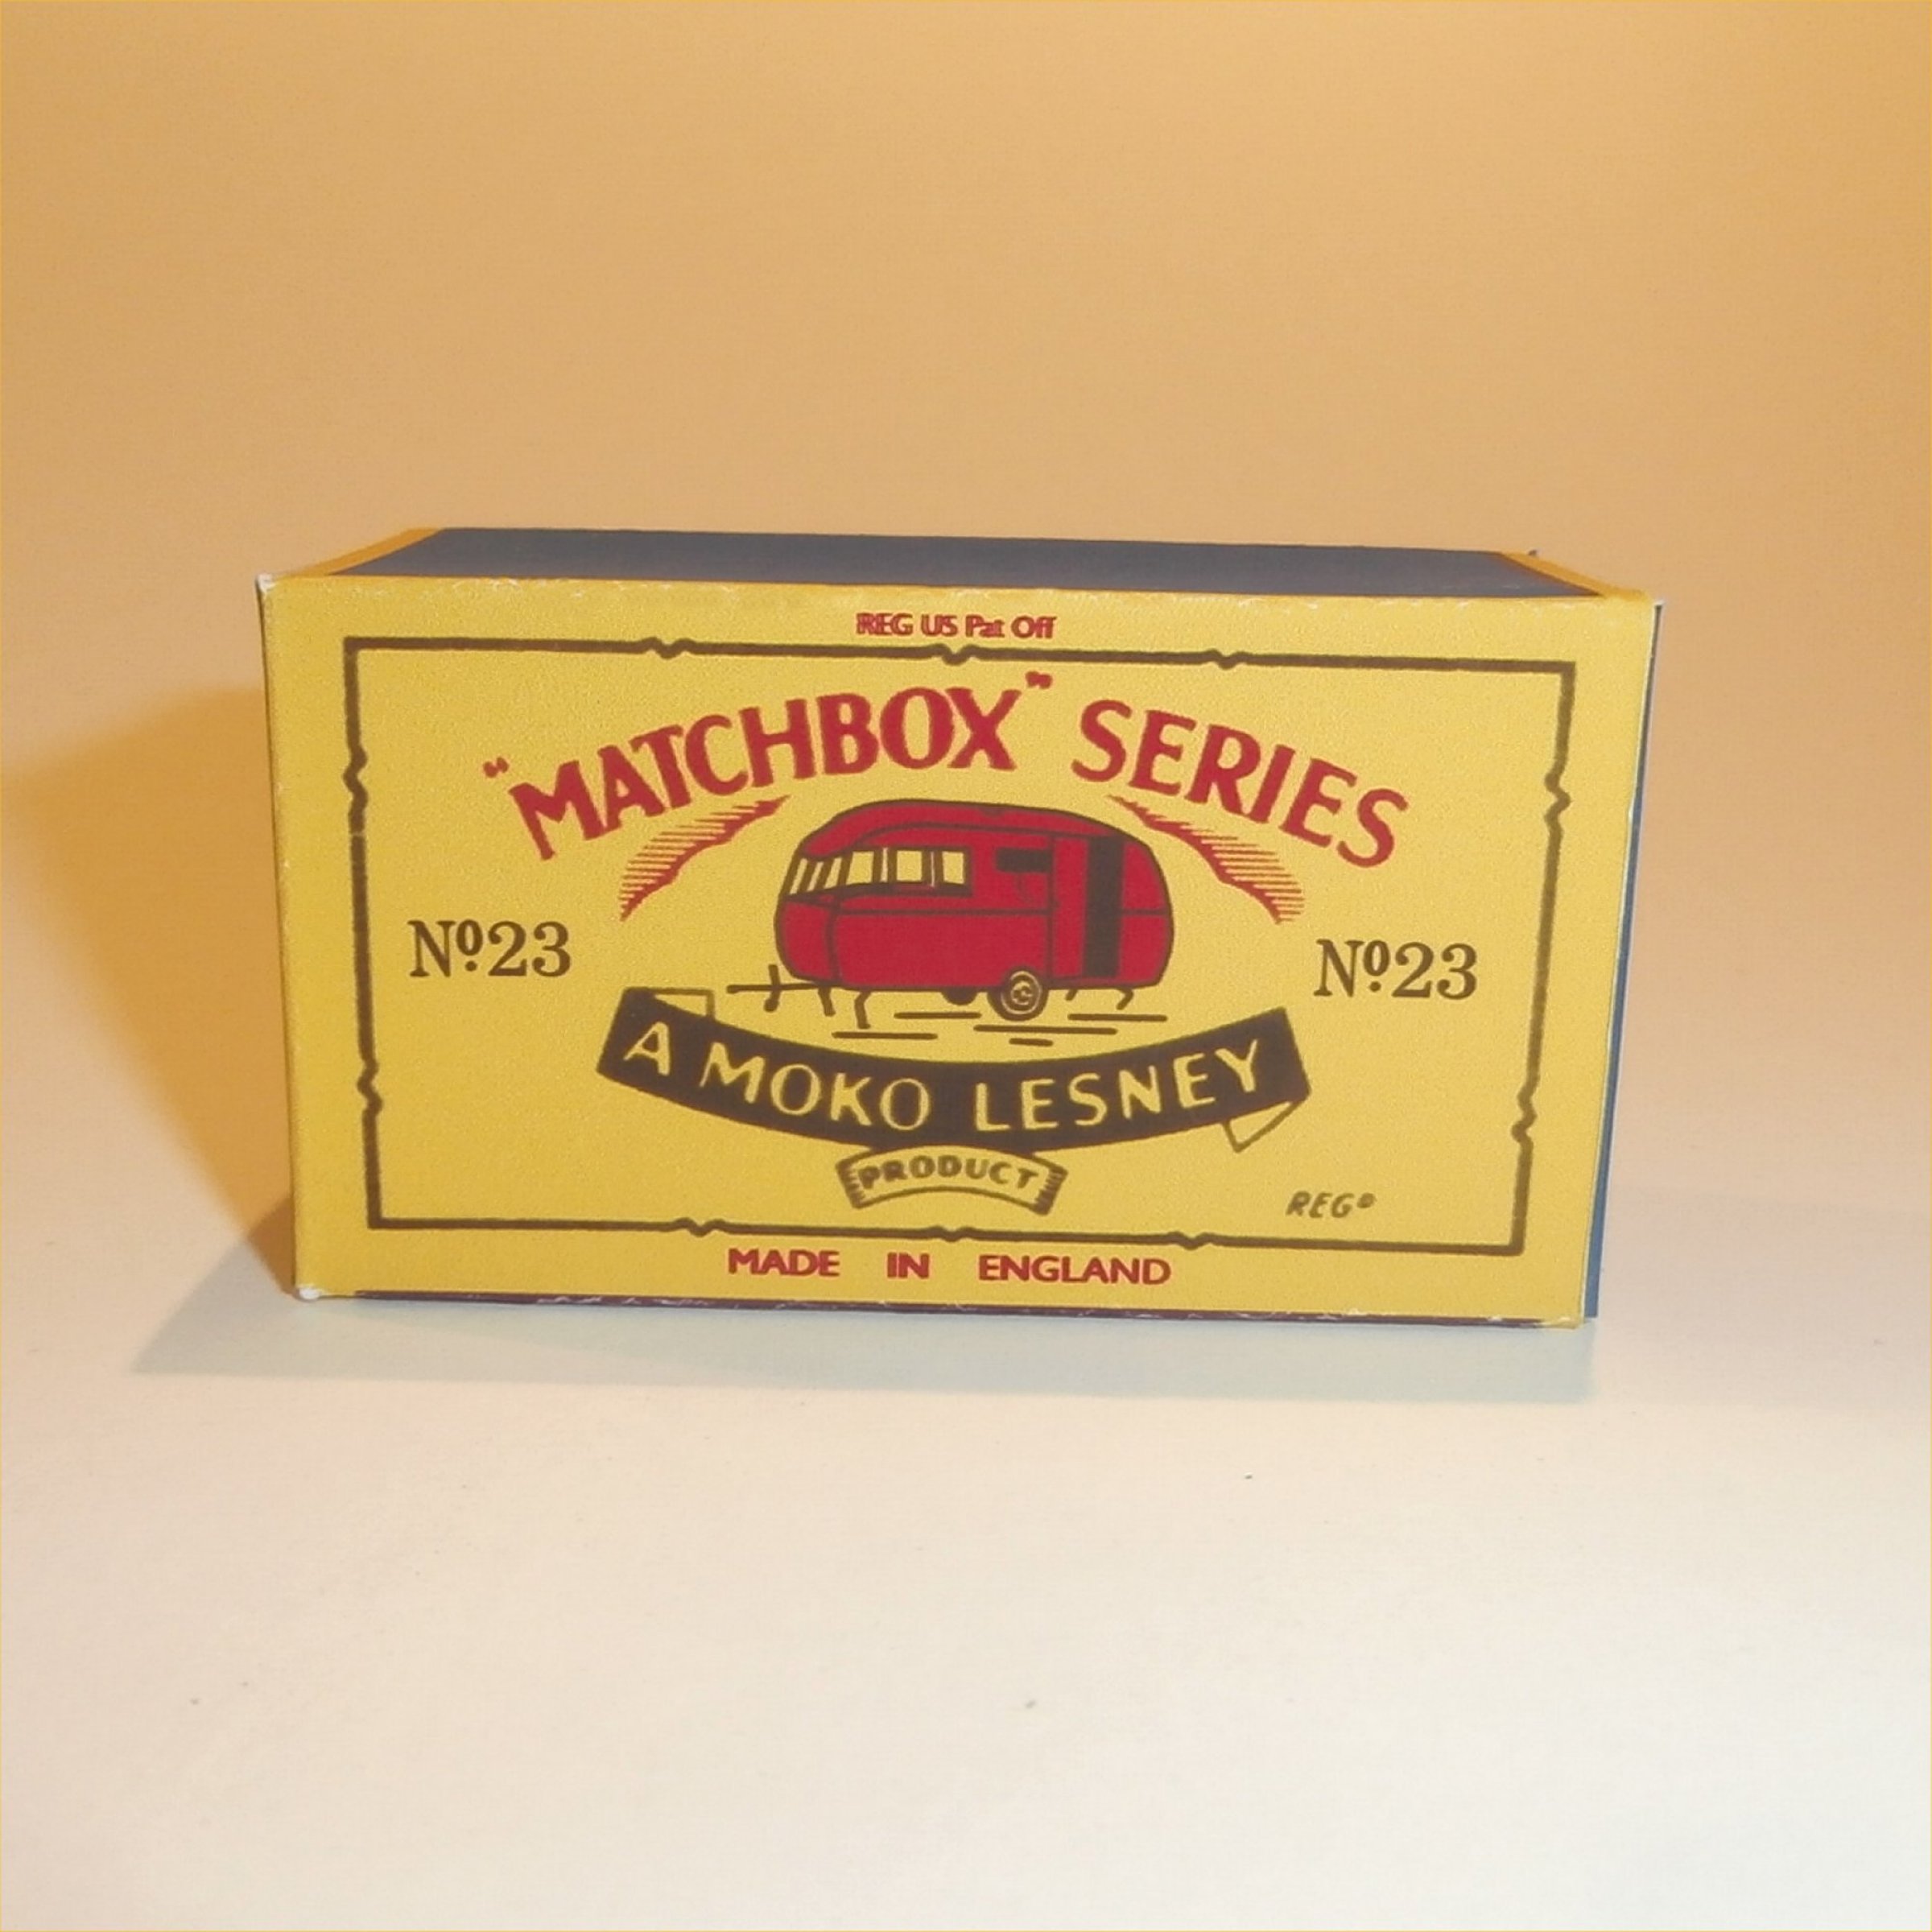 REG US Pat Off
"MATCHBOX" SERIES
Nº23 Nº23
A MOKO LESNEY
PRODUCT
REGD
MADE IN ENGLAND